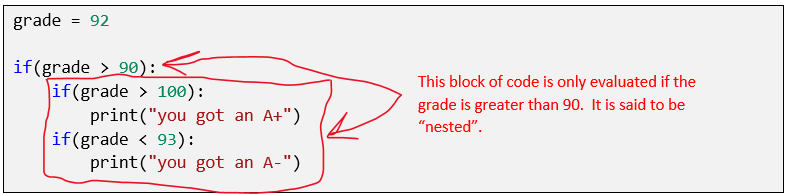 grade = 92
if(grade > 90):
if(grade > 100):
print("you got an A+")
if(grade < 93):
print("you got an A-")
This block of code is only evaluated if the
grade is greater than 90.  It is said to be
“nested”.